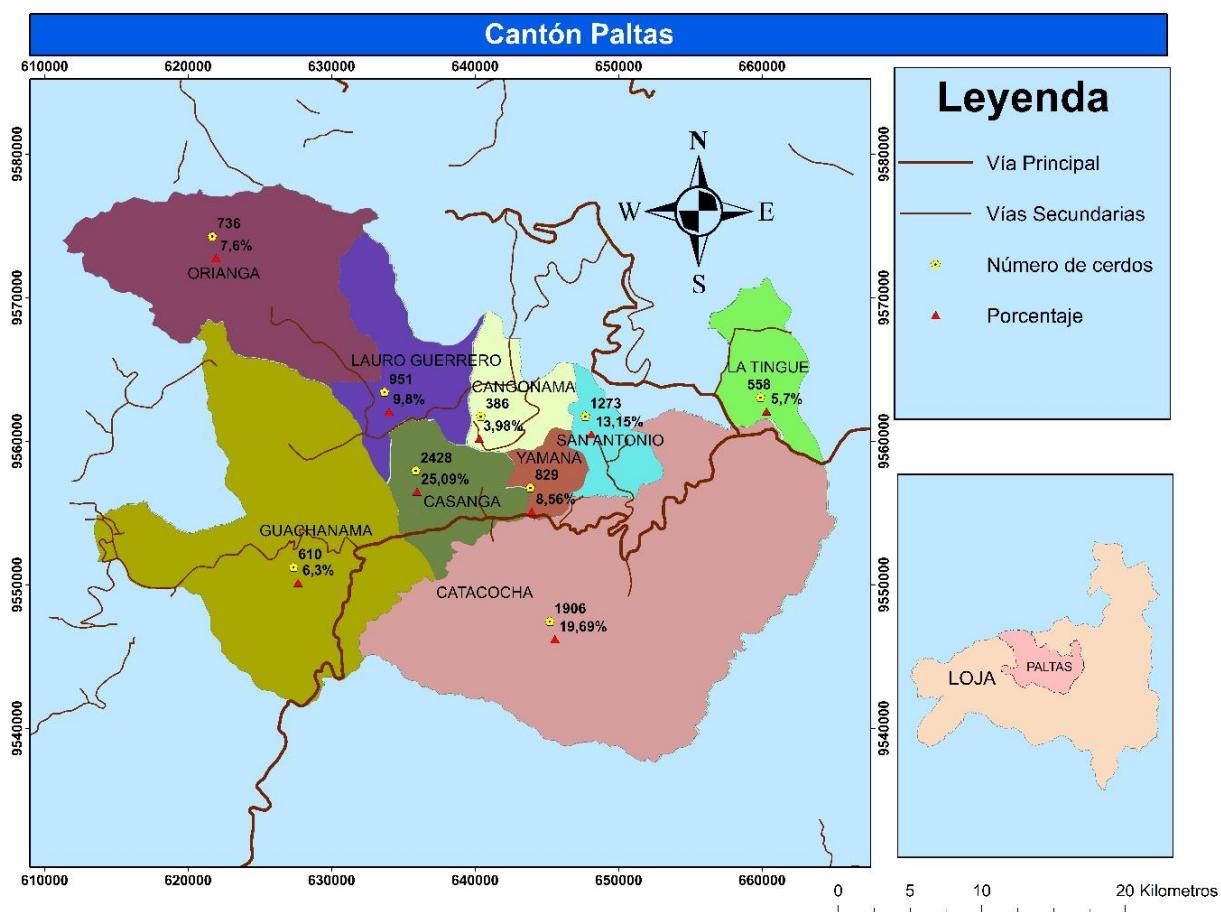 Cantón Paltas
610000 620000 630000 640000 650000 660000
9580000
9570000
9560000
9550000
9540000
9580000
9570000
9560000
9550000
9540000
N
W E
S
736
7,6%
ORIANGA
LAURO GUERRERO
951
9,8%
CANGONAMA
386
3,98%
1273
13,15%
SAN ANTONIO
LA TINGUE
558
5,7%
2428
25,09%
CASANGA
YAMANA
829
8,56%
GUACHANAMA
610
6,3%
CATACOCHA
1906
19,69%
610000 620000 630000 640000 650000 660000
Leyenda
Vía Principal
Vías Secundarias
Número de cerdos
Porcentaje
LOJA
PALTAS
0 5 10 20 Kilometros